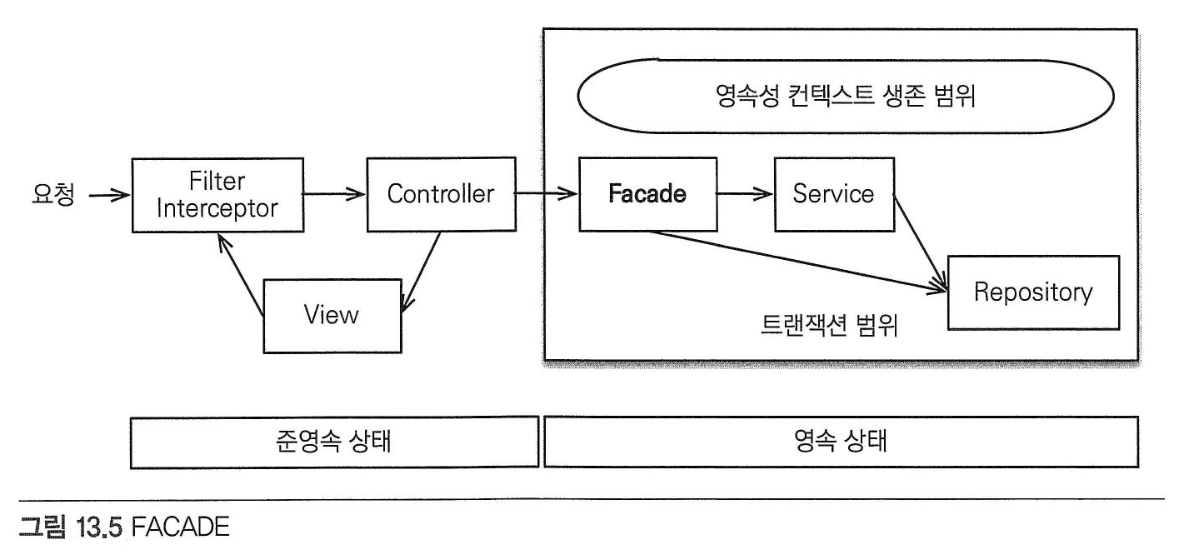 영속성 컨텍스트 생존 범위
요청
Filter
Interceptor
Controller
Facade
Service
View
Repository
트랜잭션 범위
준영속 상태
영속 상태
그림 13.5 FACADE